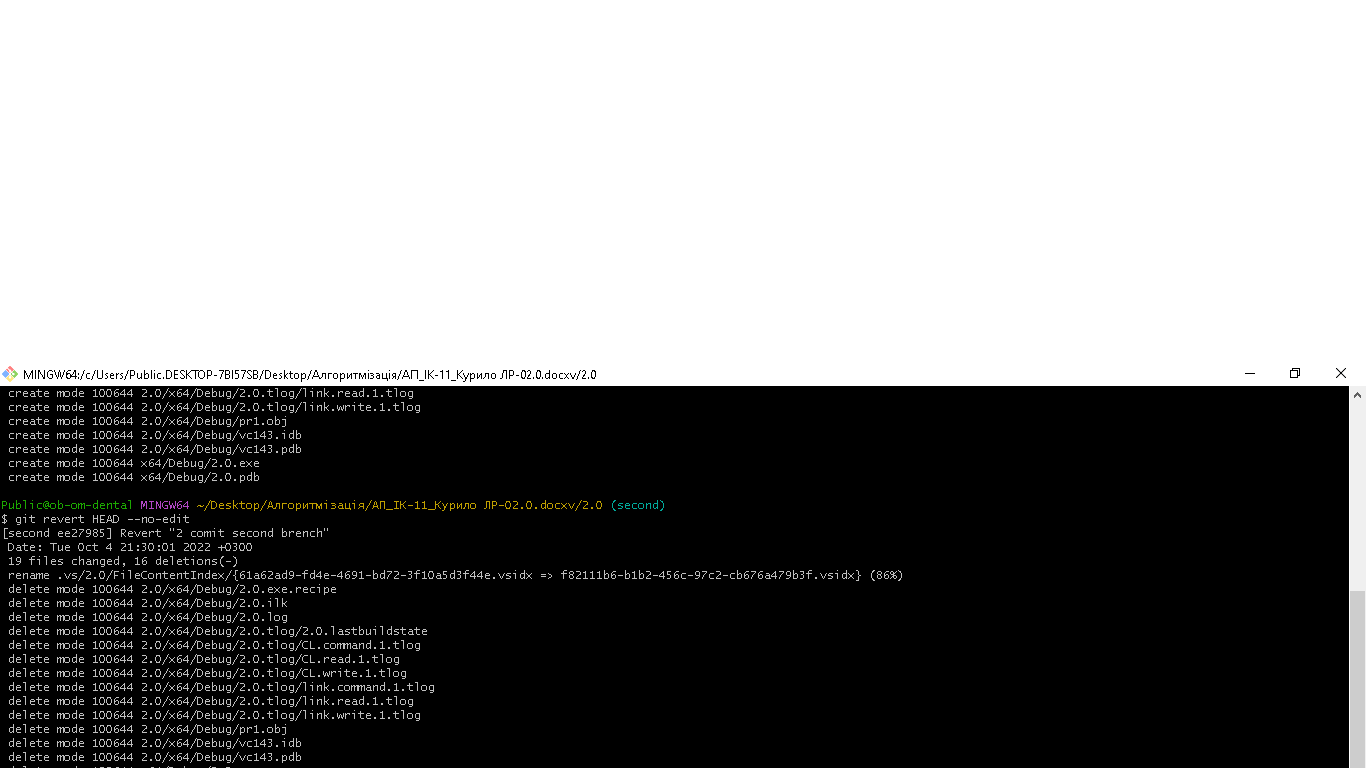 MINGW64:/c/Users/Public.DESKTOP-7BI57SB/Desktop/Алгоритмізація/АП_ІК-11_Курило ЛР-02.0.docxv/2.0
create mode 100644 2.0/x64/Debug/2.0.tlog/link.read.1.tlog
create mode 100644 2.0/x64/Debug/2.0.tlog/link.write.1.tlog
create mode 100644 2.0/x64/Debug/pr1.obj
create mode 100644 2.0/x64/Debug/vc143.idb
create mode 100644 2.0/x64/Debug/vc143.pdb
create mode 100644 x64/Debug/2.0.exe
create mode 100644 x64/Debug/2.0.pdb
Public@ob-om-dental MINGW64 ~/Desktop/Алгоритмізація/АП_ІК-11_Курило ЛР-02.0.docxv/2.0 (second)
$ git revert HEAD --no-edit
[second ee27985] Revert "2 comit second brench"
Date: Tue Oct 4 21:30:01 2022 +0300
19 files changed, 16 deletions(-)
rename .vs/2.0/FileContentIndex/{61a62ad9-fd4e-4691-bd72-3f10a5d3f44e.vsidx => f82111b6-b1b2-456c-97c2-cb676a479b3f.vsidx} (86%)
delete mode 100644 2.0/x64/Debug/2.0.exe.recipe
delete mode 100644 2.0/x64/Debug/2.0.ilk
delete mode 100644 2.0/x64/Debug/2.0.log
delete mode 100644 2.0/x64/Debug/2.0.tlog/2.0.lastbuildstate
delete mode 100644 2.0/x64/Debug/2.0.tlog/CL.command.1.tlog
delete mode 100644 2.0/x64/Debug/2.0.tlog/CL.read.1.tlog
delete mode 100644 2.0/x64/Debug/2.0.tlog/CL.write.1.tlog
delete mode 100644 2.0/x64/Debug/2.0.tlog/link.command.1.tlog
delete mode 100644 2.0/x64/Debug/2.0.tlog/link.read.1.tlog
delete mode 100644 2.0/x64/Debug/2.0.tlog/link.write.1.tlog
delete mode 100644 2.0/x64/Debug/pr1.obj
delete mode 100644 2.0/x64/Debug/vc143.idb
delete mode 100644 2.0/x64/Debug/vc143.pdb